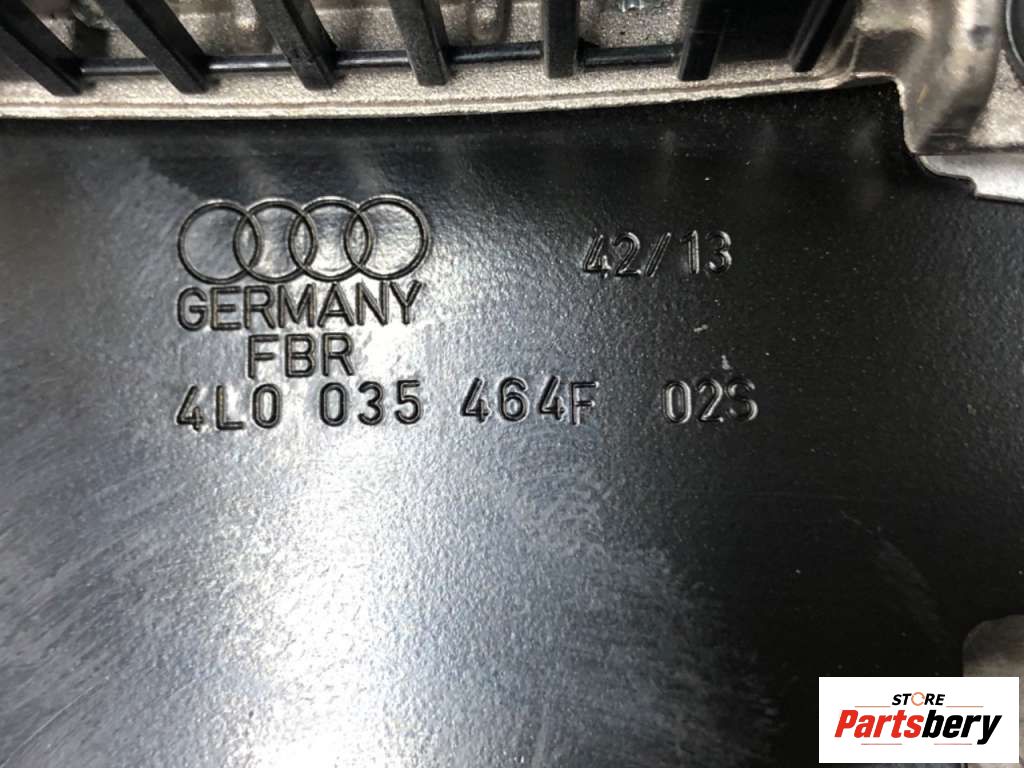 42/13
GERMANY
FBR
4L0 035 464F 02S
STORE
Partsbery